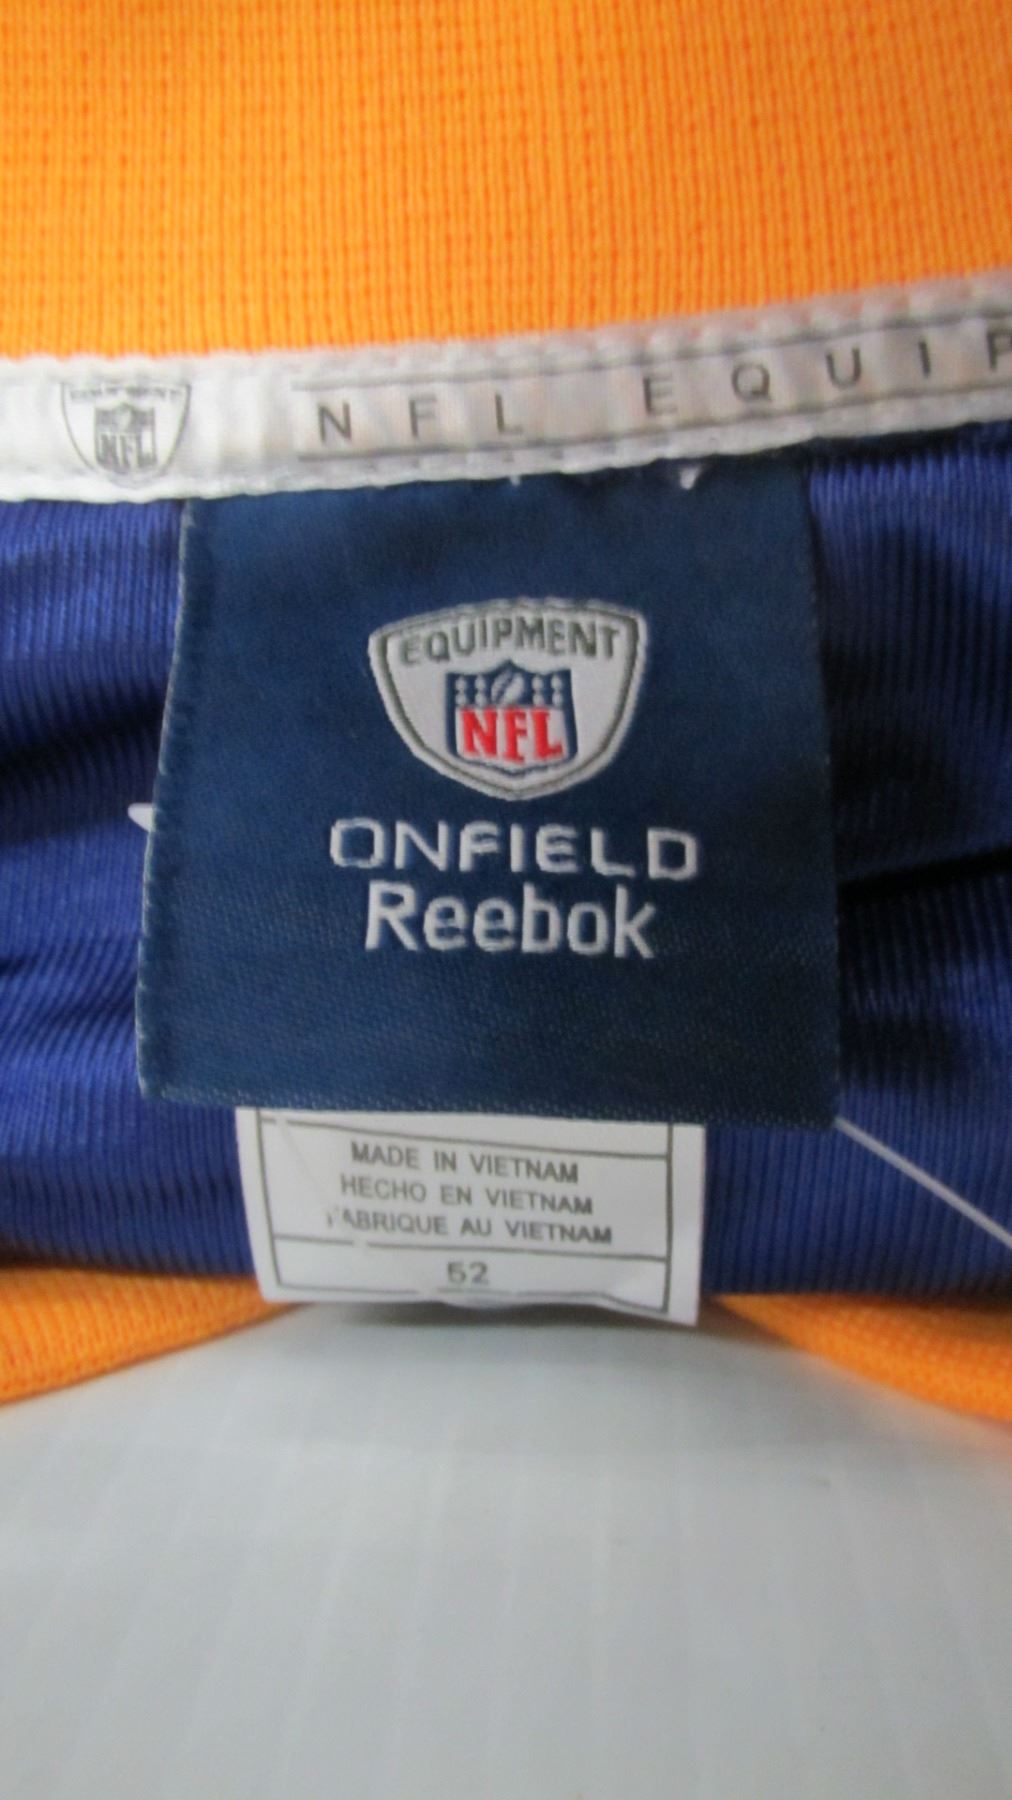 NFL EQUIP
EQUIPMENT
NFL
ONFIELD
Reebok
MADE IN VIETNAM
HECHO EN VIETNAM
FABRIQUE AU VIETNAM
52